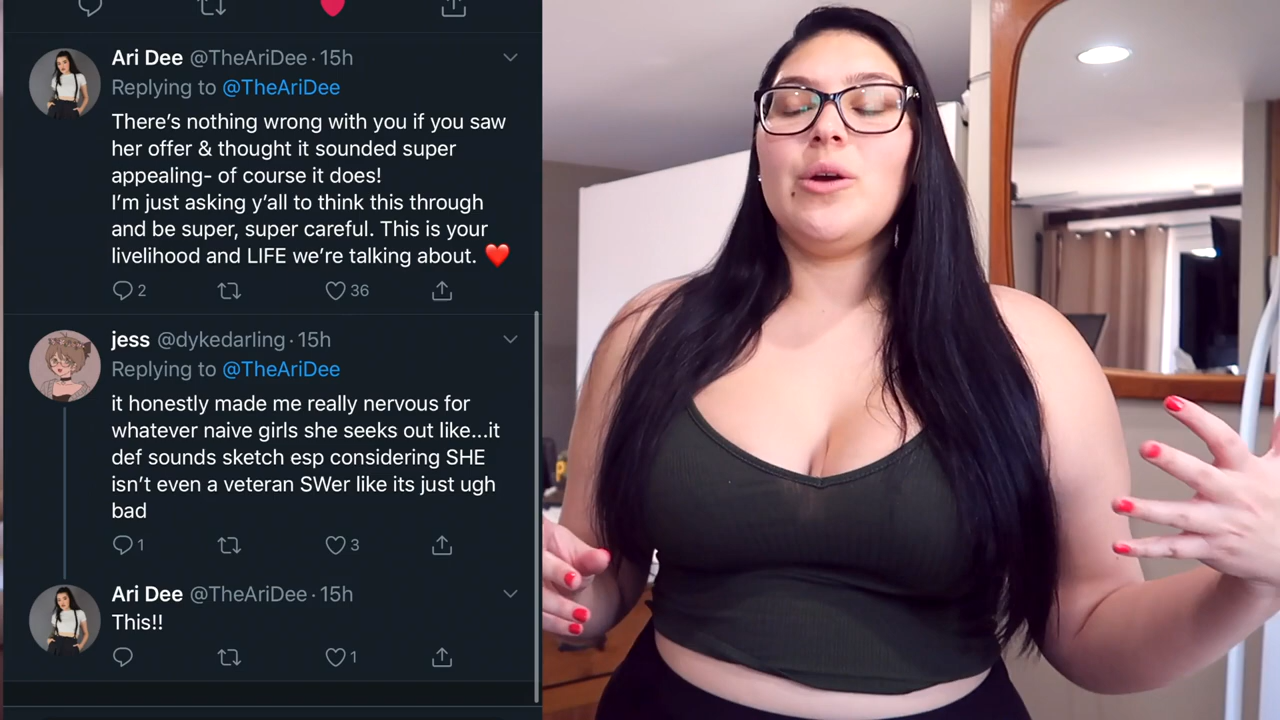 Ari Dee @TheAriDee · 15h
Replying to @TheAriDee
There's nothing wrong with you if you saw
her offer & thought it sounded super
appealing- of course it does!
I'm just asking y'all to think this through
and be super, super careful. This is your
livelihood and LIFE we're talking about. ❤️
2 36
jess @dykedarling · 15h
Replying to @TheAriDee
it honestly made me really nervous for
whatever naive girls she seeks out like...it
def sounds sketch esp considering SHE
isn't even a veteran SWer like its just ugh
bad
1 3
Ari Dee @TheAriDee · 15h
This!!
1